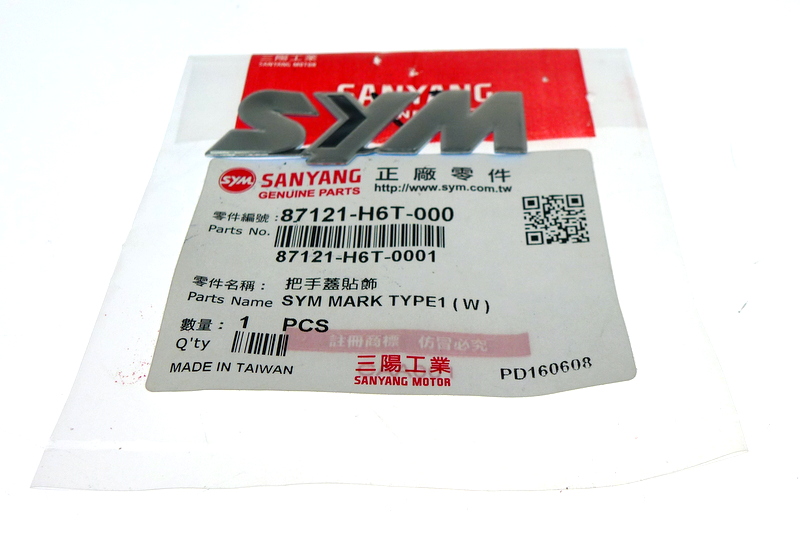 三陽工業
SANYANG MOTOR
SANYANG
SYM
SYM SANYANG 正廠零件
GENUINE PARTS http://www.sym.com.tw
零件編號：87121-H6T-000
Parts No.
87121-H6T-0001
零件名稱： 把手蓋貼飾
Parts Name SYM MARK TYPE1 ( W )
數量： 1 PCS
Q'ty
註冊商標 仿冒必究
MADE IN TAIWAN 三陽工業 PD160608
SANYANG MOTOR